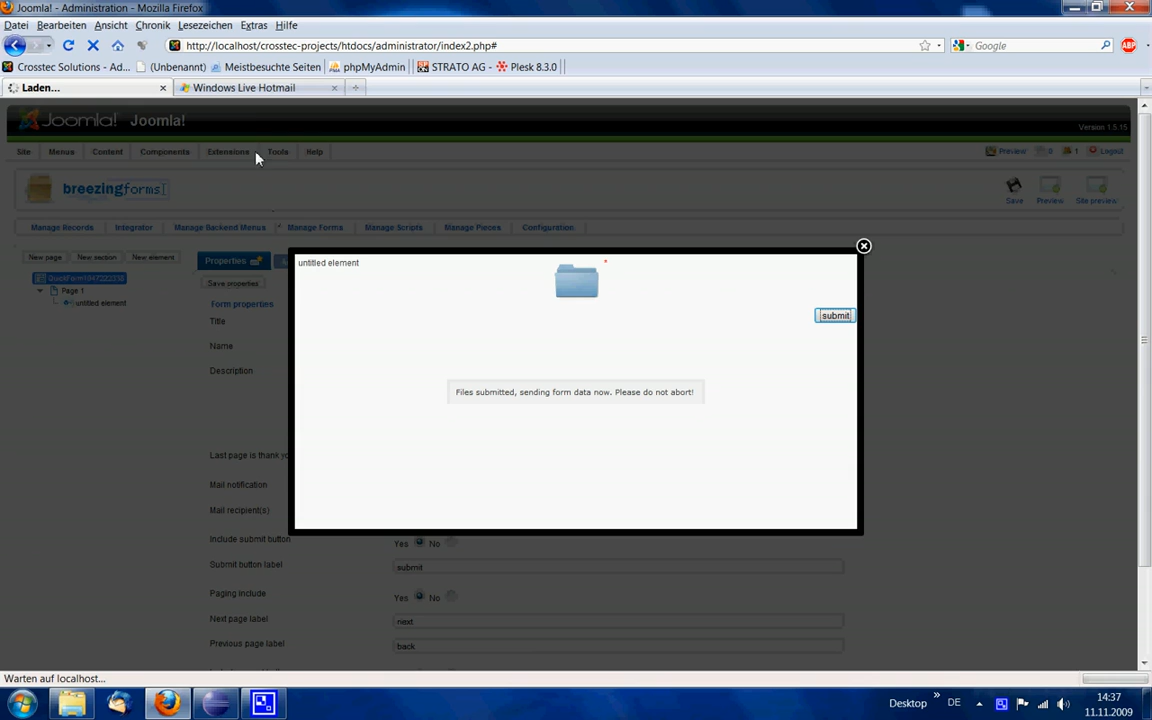 Joomla! - Administration - Mozilla Firefox
Datei Bearbeiten Ansicht Chronik Lesezeichen Extras Hilfe
http://localhost/crosstec-projects/htdocs/administrator/index2.php#
Google
ABP
Crosstec Solutions - Ad... (Unbenannt) Meistbesuchte Seiten phpMyAdmin STRATO AG - Plesk 8.3.0
Laden... Windows Live Hotmail
Joomla! Joomla!
Version 1.5.15
Site Menus Content Components Extensions Tools Help
Preview 0 1 Logout
breezingforms!
Save Preview Site preview
Manage Records Integrator Manage Backend Menus Manage Forms Manage Scripts Manage Pieces Configuration
New page New section New element
Properties
Page 1
untitled element
Save properties
Form properties
Title
Name
Description
Last page is thank yo
Mail notification
Mail recipient(s)
untitled element
*
submit
Files submitted, sending form data now. Please do not abort!
Include submit button Yes No
Submit button label submit
Paging include Yes No
Next page label next
Previous page label back
Warten auf localhost...
Desktop » DE
14:37
11.11.2009